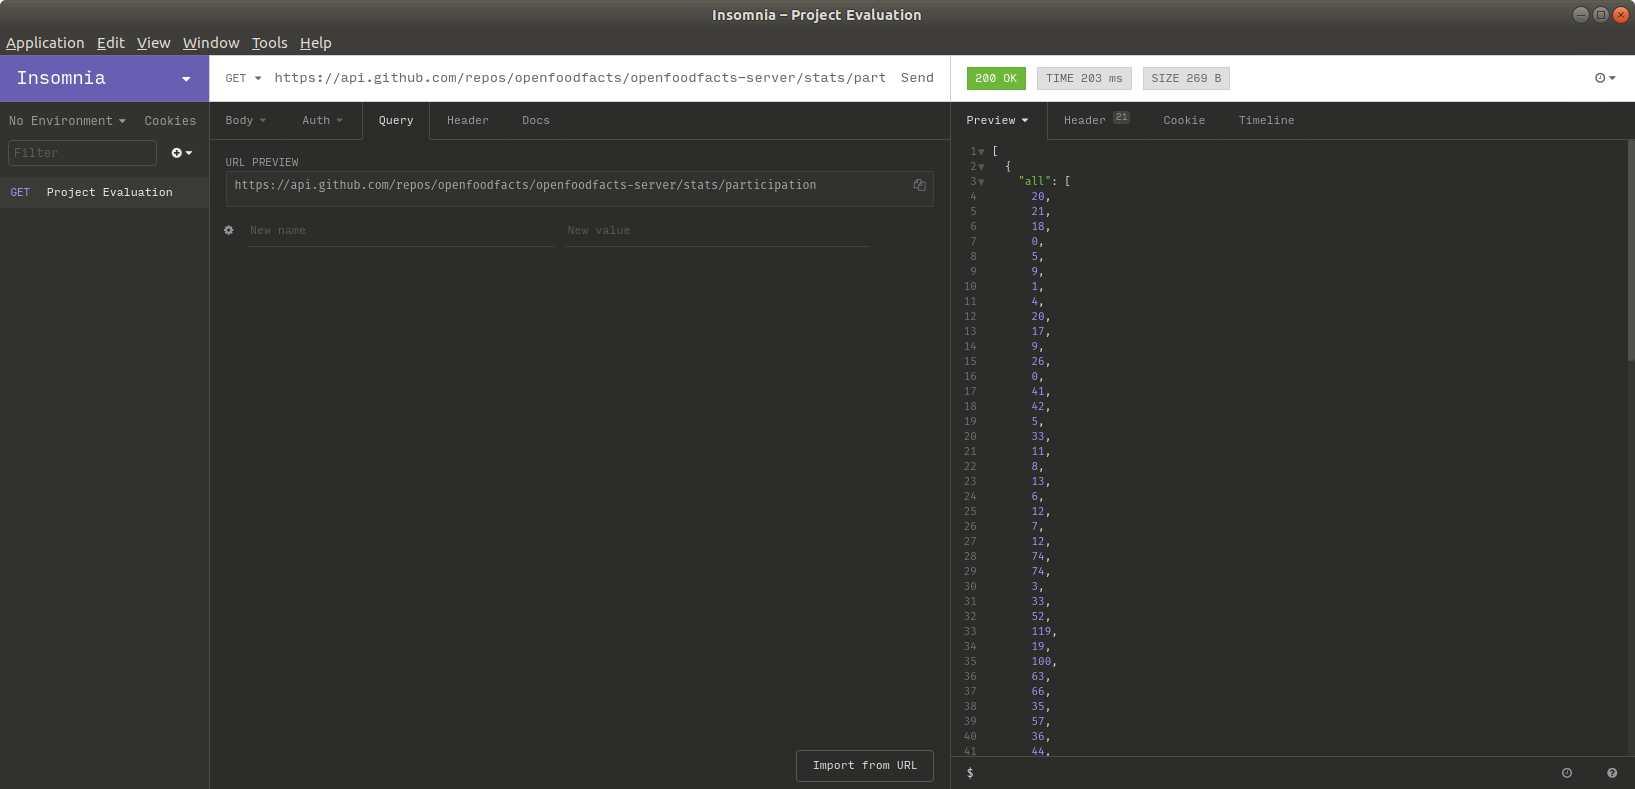 Insomnia – Project Evaluation
Application Edit View Window Tools Help
Insomnia
GET https://api.github.com/repos/openfoodfacts/openfoodfacts-server/stats/part Send
200 OK TIME 203 ms SIZE 269 B
No Environment Cookies
Filter
GET Project Evaluation
Body Auth Query Header Docs
URL PREVIEW
https://api.github.com/repos/openfoodfacts/openfoodfacts-server/stats/participation
New name New value
Import from URL
Preview Header 21 Cookie Timeline
1 [
2 {
3 "all": [
4 20,
5 21,
6 18,
7 0,
8 5,
9 9,
10 1,
11 4,
12 20,
13 17,
14 9,
15 26,
16 0,
17 41,
18 42,
19 5,
20 33,
21 11,
22 8,
23 13,
24 6,
25 12,
26 7,
27 12,
28 74,
29 74,
30 3,
31 33,
32 52,
33 119,
34 19,
35 100,
36 63,
37 66,
38 35,
39 57,
40 36,
41 44,
$